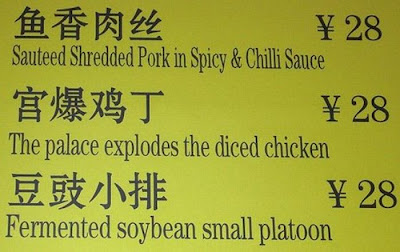 鱼香肉丝 ¥28
Sauteed Shredded Pork in Spicy & Chilli Sauce
宫爆鸡丁 ¥28
The palace explodes the diced chicken
豆豉小排 ¥28
Fermented soybean small platoon